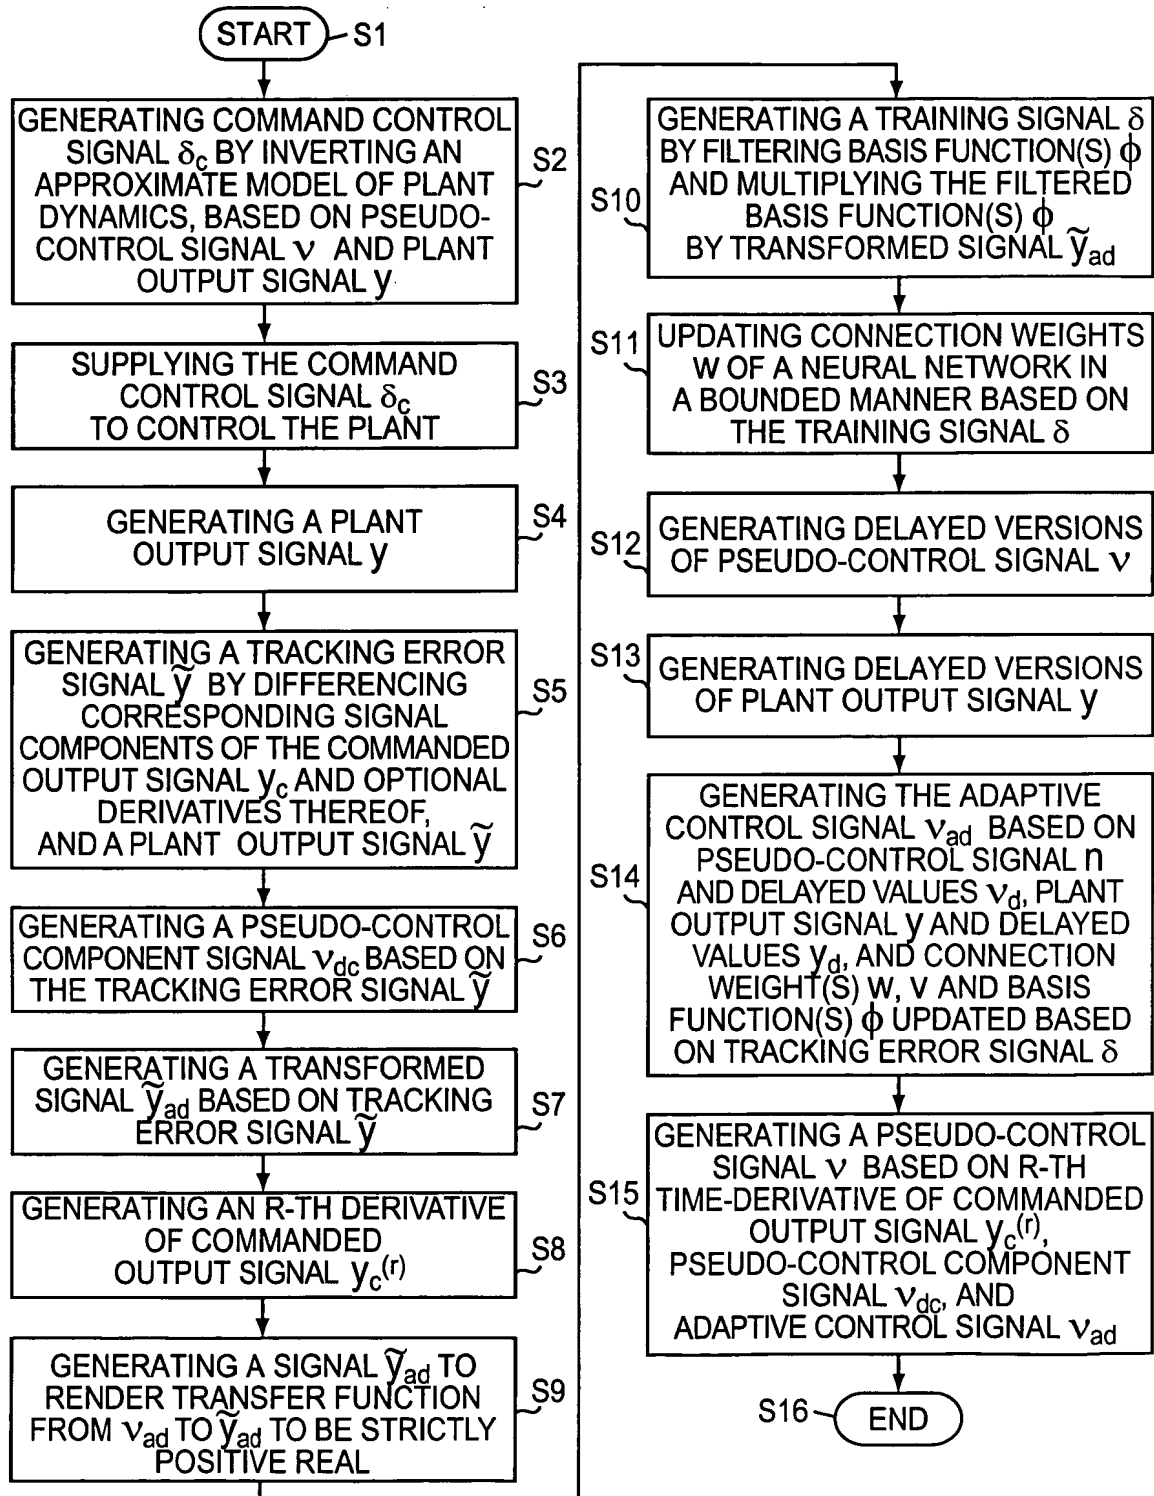 START
S1
GENERATING COMMAND CONTROL
SIGNAL δc BY INVERTING AN
APPROXIMATE MODEL OF PLANT
DYNAMICS, BASED ON PSEUDO-
CONTROL SIGNAL ν AND PLANT
OUTPUT SIGNAL y
S2
SUPPLYING THE COMMAND
CONTROL SIGNAL δc
TO CONTROL THE PLANT
S3
GENERATING A PLANT
OUTPUT SIGNAL y
S4
GENERATING A TRACKING ERROR
SIGNAL ỹ BY DIFFERENCING
CORRESPONDING SIGNAL
COMPONENTS OF THE COMMANDED
OUTPUT SIGNAL yc AND OPTIONAL
DERIVATIVES THEREOF,
AND A PLANT OUTPUT SIGNAL ỹ
S5
GENERATING A PSEUDO-CONTROL
COMPONENT SIGNAL νdc BASED ON
THE TRACKING ERROR SIGNAL ỹ
S6
GENERATING A TRANSFORMED
SIGNAL ỹad BASED ON TRACKING
ERROR SIGNAL ỹ
S7
GENERATING AN R-TH DERIVATIVE
OF COMMANDED
OUTPUT SIGNAL yc(r)
S8
GENERATING A SIGNAL ỹad TO
RENDER TRANSFER FUNCTION
FROM νad TO ỹad TO BE STRICTLY
POSITIVE REAL
S9
GENERATING A TRAINING SIGNAL δ
BY FILTERING BASIS FUNCTION(S) ϕ
AND MULTIPLYING THE FILTERED
BASIS FUNCTION(S) ϕ
BY TRANSFORMED SIGNAL ỹad
S10
UPDATING CONNECTION WEIGHTS
W OF A NEURAL NETWORK IN
A BOUNDED MANNER BASED ON
THE TRAINING SIGNAL δ
S11
GENERATING DELAYED VERSIONS
OF PSEUDO-CONTROL SIGNAL ν
S12
GENERATING DELAYED VERSIONS
OF PLANT OUTPUT SIGNAL y
S13
GENERATING THE ADAPTIVE
CONTROL SIGNAL νad BASED ON
PSEUDO-CONTROL SIGNAL n
AND DELAYED VALUES νd, PLANT
OUTPUT SIGNAL y AND DELAYED
VALUES yd, AND CONNECTION
WEIGHT(S) W, V AND BASIS
FUNCTION(S) ϕ UPDATED BASED
ON TRACKING ERROR SIGNAL δ
S14
GENERATING A PSEUDO-CONTROL
SIGNAL ν BASED ON R-TH
TIME-DERIVATIVE OF COMMANDED
OUTPUT SIGNAL yc(r),
PSEUDO-CONTROL COMPONENT
SIGNAL νdc, AND
ADAPTIVE CONTROL SIGNAL νad
S15
S16
END